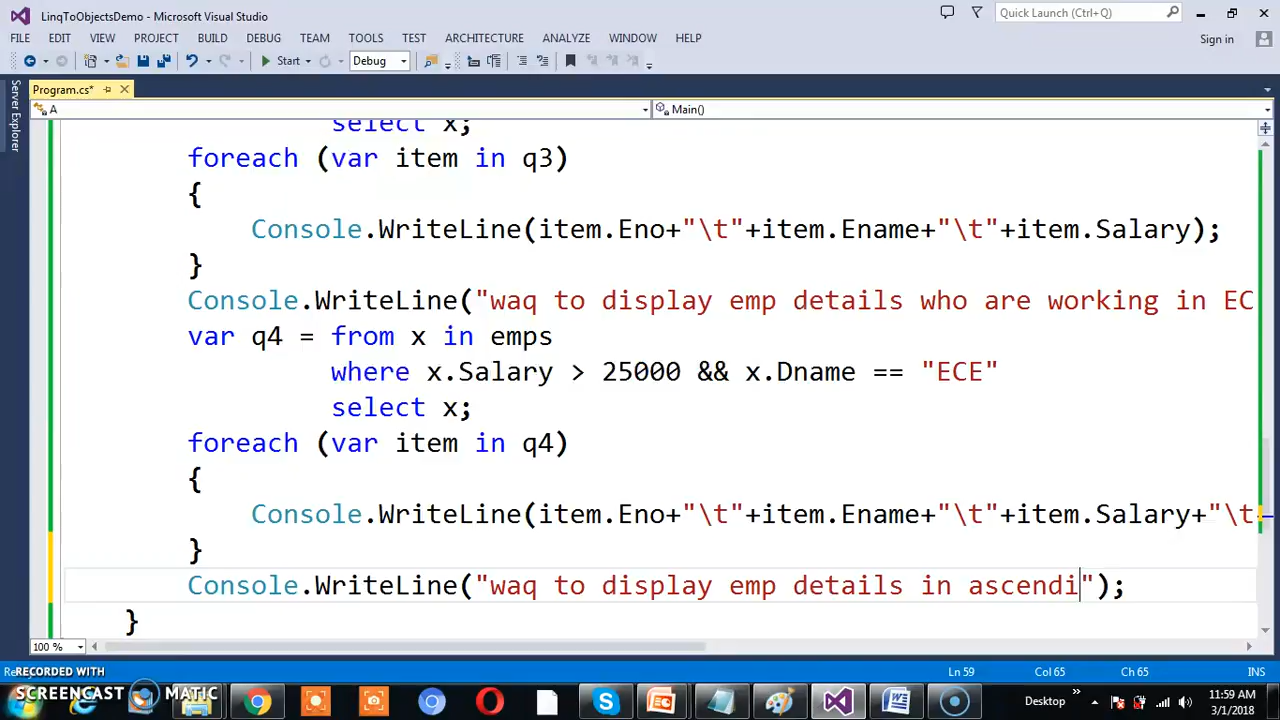 LinqToObjectsDemo - Microsoft Visual Studio
Quick Launch (Ctrl+Q)
FILE EDIT VIEW PROJECT BUILD DEBUG TEAM TOOLS TEST ARCHITECTURE ANALYZE WINDOW HELP
Sign in
Start Debug
Server Explorer
Program.cs*
A Main()
select x;
foreach (var item in q3)
{
Console.WriteLine(item.Eno+"\t"+item.Ename+"\t"+item.Salary);
}
Console.WriteLine("waq to display emp details who are working in EC
var q4 = from x in emps
where x.Salary > 25000 && x.Dname == "ECE"
select x;
foreach (var item in q4)
{
Console.WriteLine(item.Eno+"\t"+item.Ename+"\t"+item.Salary+"\t
}
Console.WriteLine("waq to display emp details in ascendi");
}
100 %
RECORDED WITH
Ln 59 Col 65 Ch 65 INS
SCREENCAST MATIC
Desktop
11:59 AM
3/1/2018